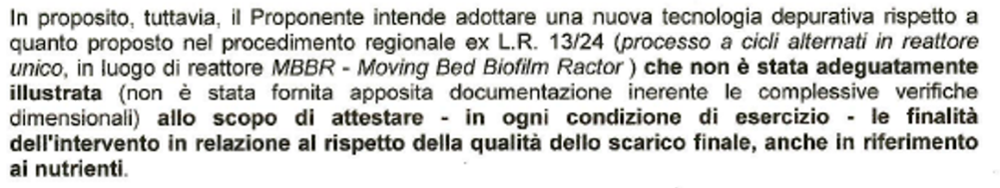 In proposito, tuttavia, il Proponente intende adottare una nuova tecnologia depurativa rispetto a
quanto proposto nel procedimento regionale ex L.R. 13/24 (processo a cicli alternati in reattore
unico, in luogo di reattore MBBR - Moving Bed Biofilm Ractor ) che non è stata adeguatamente
illustrata (non è stata fornita apposita documentazione inerente le complessive verifiche
dimensionali) allo scopo di attestare - in ogni condizione di esercizio - le finalità
dell'intervento in relazione al rispetto della qualità dello scarico finale, anche in riferimento
ai nutrienti.